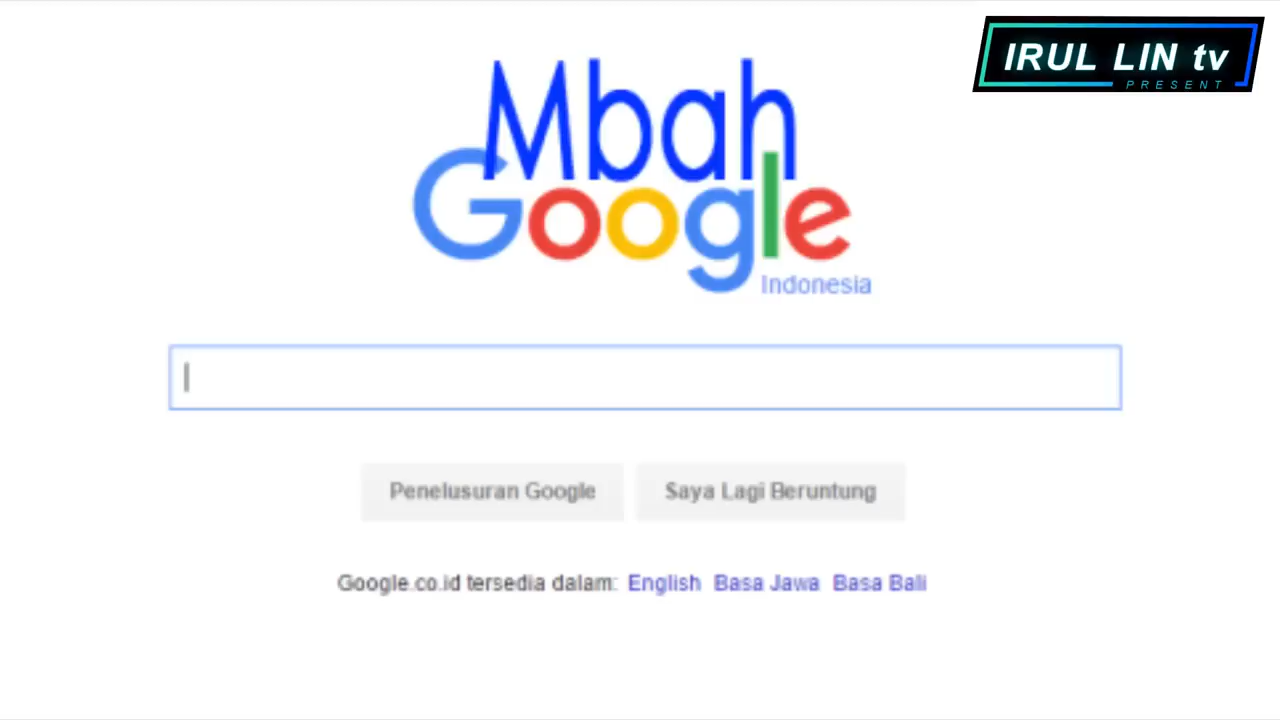 IRUL LIN tv
PRESENT
Mbah
Google
Indonesia
Penelusuran Google
Saya Lagi Beruntung
Google.co.id tersedia dalam: English Basa Jawa Basa Bali